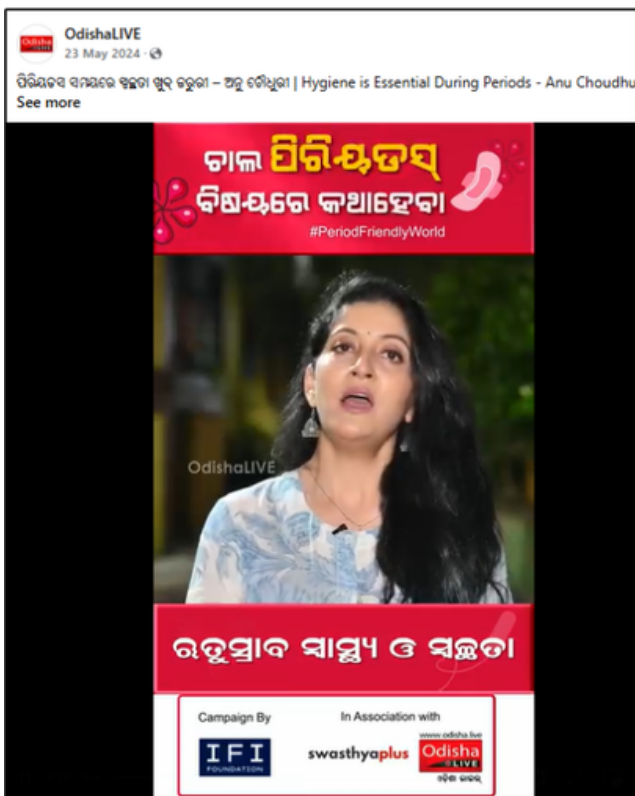 OdishaLIVE
23 May 2024 ·
ପିରିୟଡସ ସମୟରେ ସ୍ୱଚ୍ଛତା ଖୁବ୍ ଜରୁରୀ – ଅନୁ ଚୌଧୁରୀ | Hygiene is Essential During Periods - Anu Choudhu
See more
ଚାଲ ପିରିୟଡସ୍
ବିଷୟରେ କଥାହେବା
#PeriodFriendlyWorld
OdishaLIVE
ଋତୁସ୍ରାବ ସ୍ୱାସ୍ଥ୍ୟ ଓ ସ୍ୱଚ୍ଛତା
Campaign By
In Association with
IFI
FOUNDATION
swasthyaplus
www.odisha.live
Odisha
LIVE
ଓଡ଼ିଶା ଲାଇଭ୍